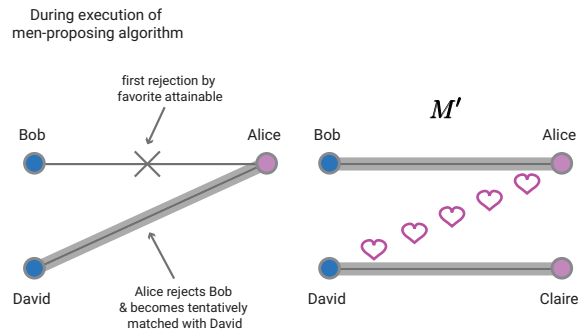 During execution of
men-proposing algorithm
first rejection by
favorite attainable
Bob
Alice
David
Alice rejects Bob
& becomes tentatively
matched with David
M′
Bob
Alice
David
Claire